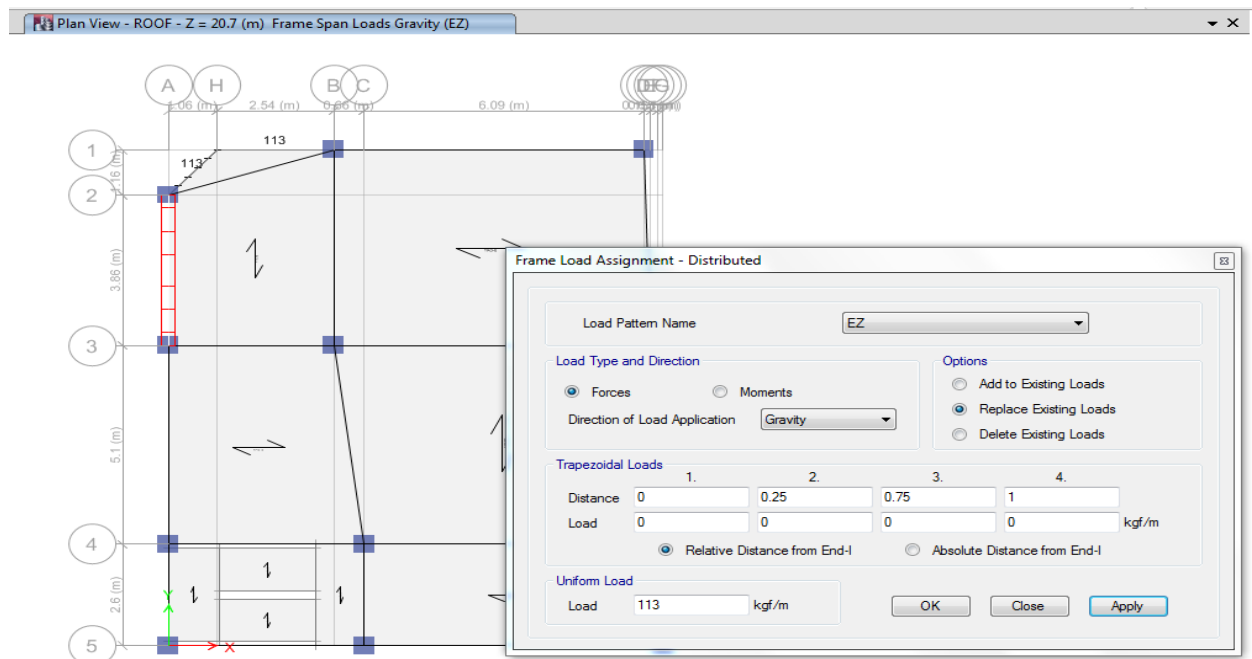 Plan View - ROOF - Z = 20.7 (m) Frame Span Loads Gravity (EZ)
A H B C
1.06 (m) 2.54 (m) 0.66 (m) 6.09 (m)
1
113
113
1.16 (m)
2
3.86 (m)
3
5.1 (m)
4
2.6 (m)
5
Y
X
Frame Load Assignment - Distributed
Load Pattern Name EZ
Load Type and Direction
Forces Moments
Direction of Load Application Gravity
Options
Add to Existing Loads
Replace Existing Loads
Delete Existing Loads
Trapezoidal Loads
1. 2. 3. 4.
Distance 0 0.25 0.75 1
Load 0 0 0 0 kgf/m
Relative Distance from End-I Absolute Distance from End-I
Uniform Load
Load 113 kgf/m
OK Close Apply